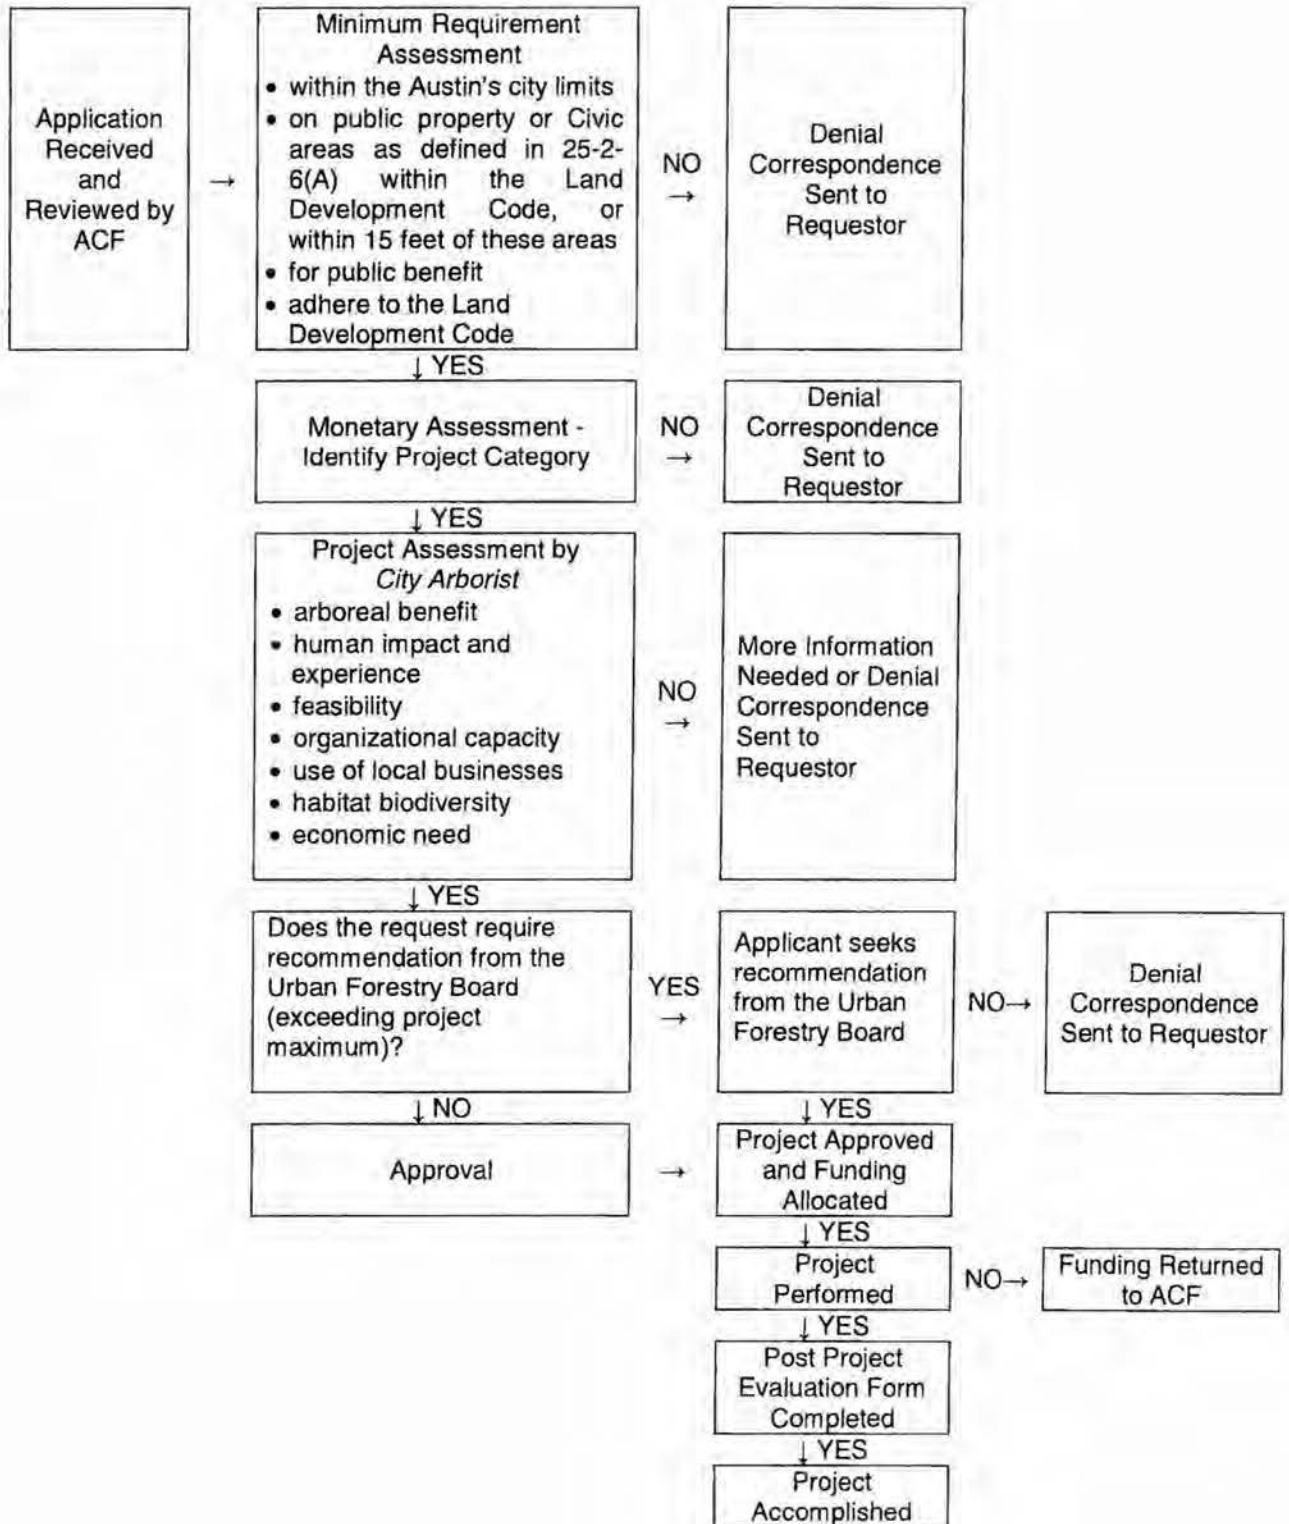 Application
Received
and
Reviewed by
ACF
→
Minimum Requirement
Assessment
• within the Austin's city limits
• on public property or Civic
areas as defined in 25-2-
6(A) within the Land
Development Code, or
within 15 feet of these areas
• for public benefit
• adhere to the Land
Development Code
NO
→
Denial
Correspondence
Sent to
Requestor
↓ YES
Monetary Assessment -
Identify Project Category
NO
→
Denial
Correspondence
Sent to
Requestor
↓ YES
Project Assessment by
City Arborist
• arboreal benefit
• human impact and
experience
• feasibility
• organizational capacity
• use of local businesses
• habitat biodiversity
• economic need
NO
→
More Information
Needed or Denial
Correspondence
Sent to
Requestor
↓ YES
Does the request require
recommendation from the
Urban Forestry Board
(exceeding project
maximum)?
YES
→
Applicant seeks
recommendation
from the Urban
Forestry Board
NO→
Denial
Correspondence
Sent to Requestor
↓ NO
Approval
→
↓ YES
Project Approved
and Funding
Allocated
↓ YES
Project
Performed
NO→
Funding Returned
to ACF
↓ YES
Post Project
Evaluation Form
Completed
↓ YES
Project
Accomplished